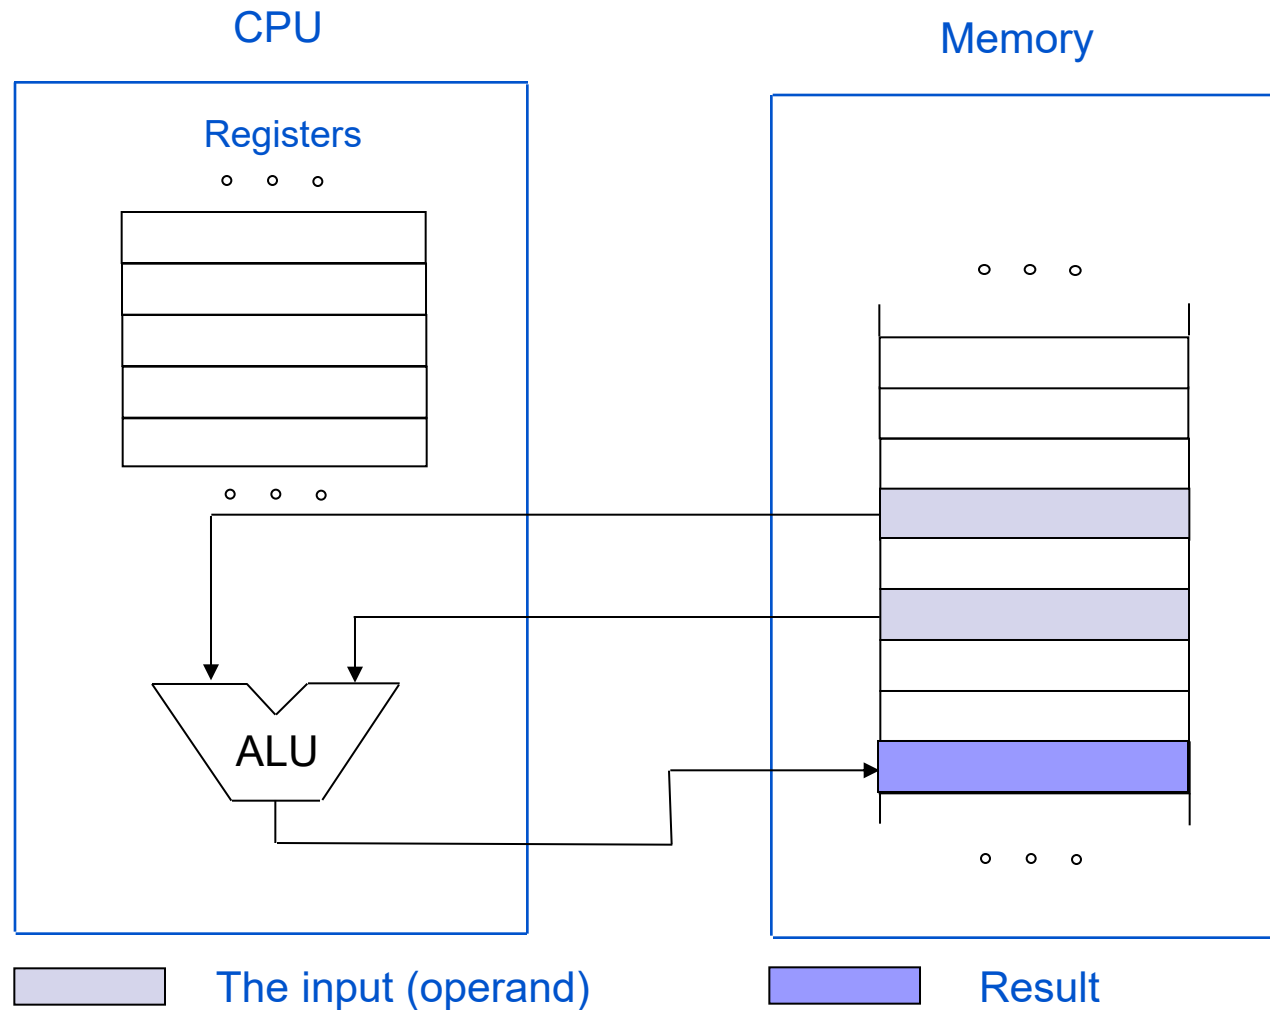 CPU
Memory
Registers
ALU
The input (operand)
Result